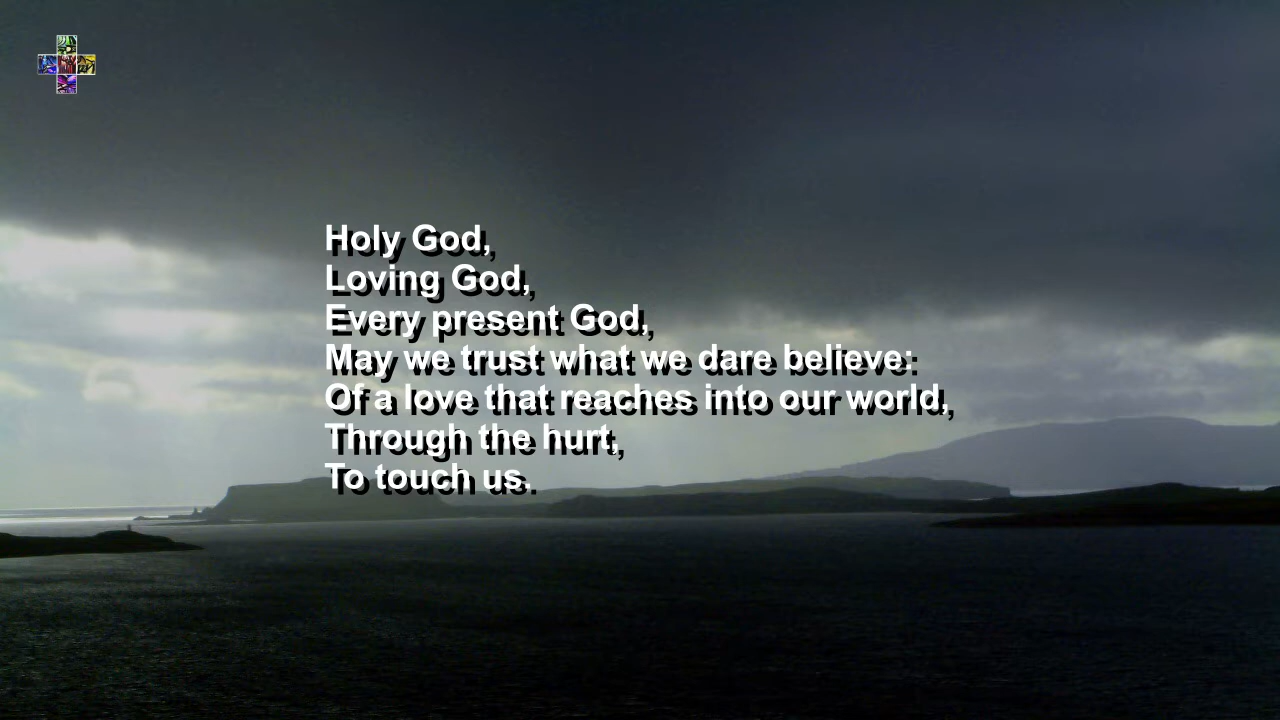 Holy God,
Loving God,
Every present God,
May we trust what we dare believe:
Of a love that reaches into our world,
Through the hurt,
To touch us.